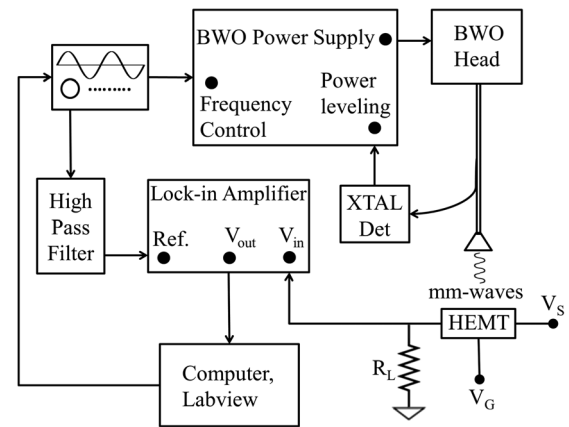 BWO Power Supply
BWO
Head
Power
leveling
Frequency
Control
High
Pass
Filter
Lock-in Amplifier
Ref.
Vout
Vin
XTAL
Det
mm-waves
HEMT
VS
RL
VG
Computer,
Labview